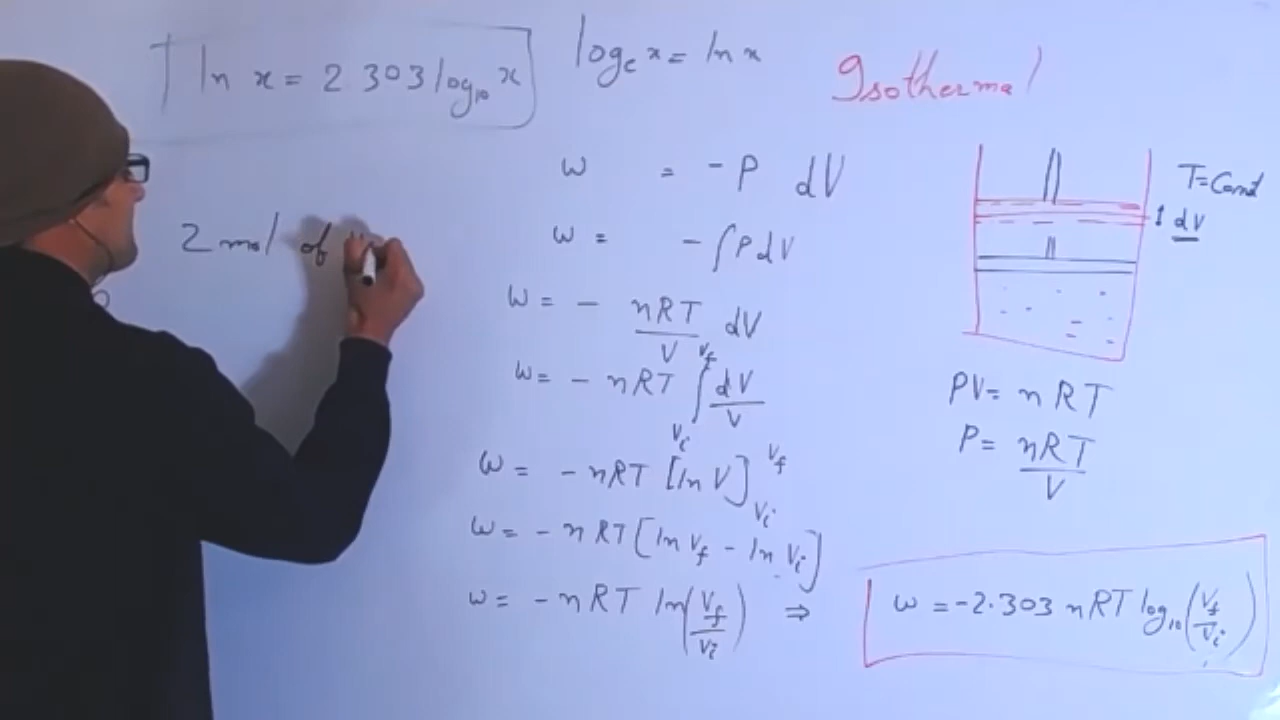 ln x = 2.303 log₁₀ x
logₑ x = ln x
Isothermal
2 mol of
w = -P dV
w = -∫P dV
w = - nRT/V dV
w = - nRT ∫_{Vi}^{Vf} dV/V
w = -nRT [ln V]_{Vi}^{Vf}
w = -nRT [ln Vf - ln Vi]
w = -nRT ln(Vf/Vi) ⇒
T = Const
dV
PV = nRT
P = nRT/V
w = -2.303 nRT log₁₀(Vf/Vi)